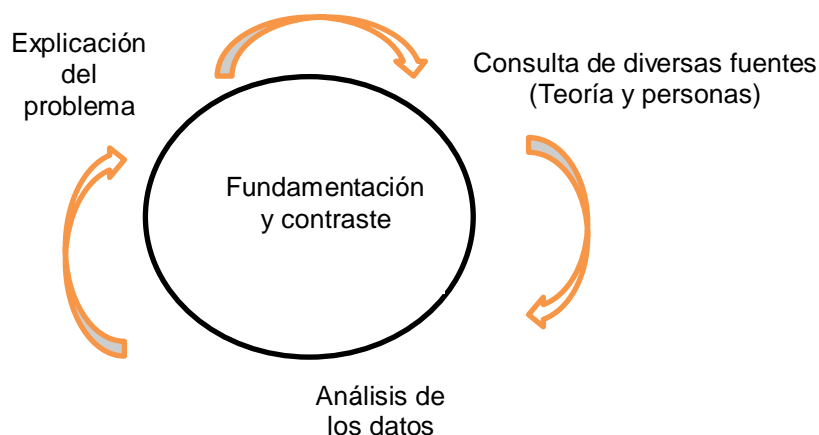 Explicación
del
problema
Consulta de diversas fuentes
(Teoría y personas)
Fundamentación
y contraste
Análisis de
los datos